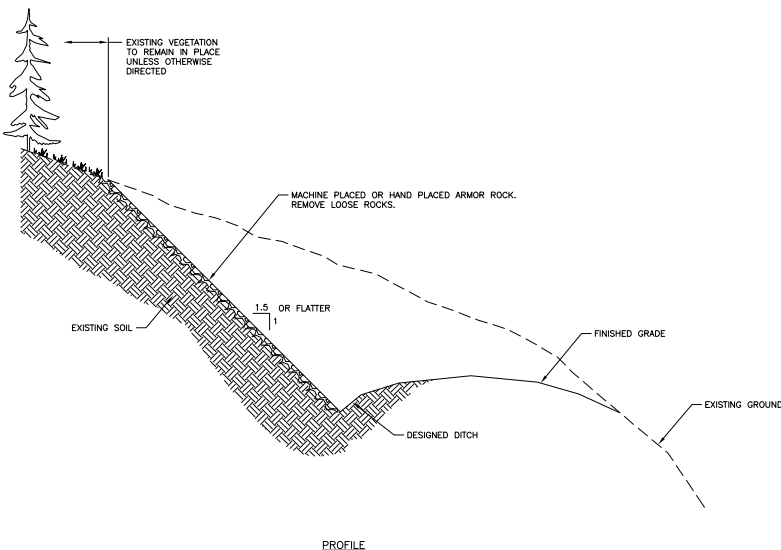 EXISTING VEGETATION
TO REMAIN IN PLACE
UNLESS OTHERWISE
DIRECTED
MACHINE PLACED OR HAND PLACED ARMOR ROCK.
REMOVE LOOSE ROCKS.
1.5 OR FLATTER
1
EXISTING SOIL
FINISHED GRADE
EXISTING GROUND
DESIGNED DITCH
PROFILE